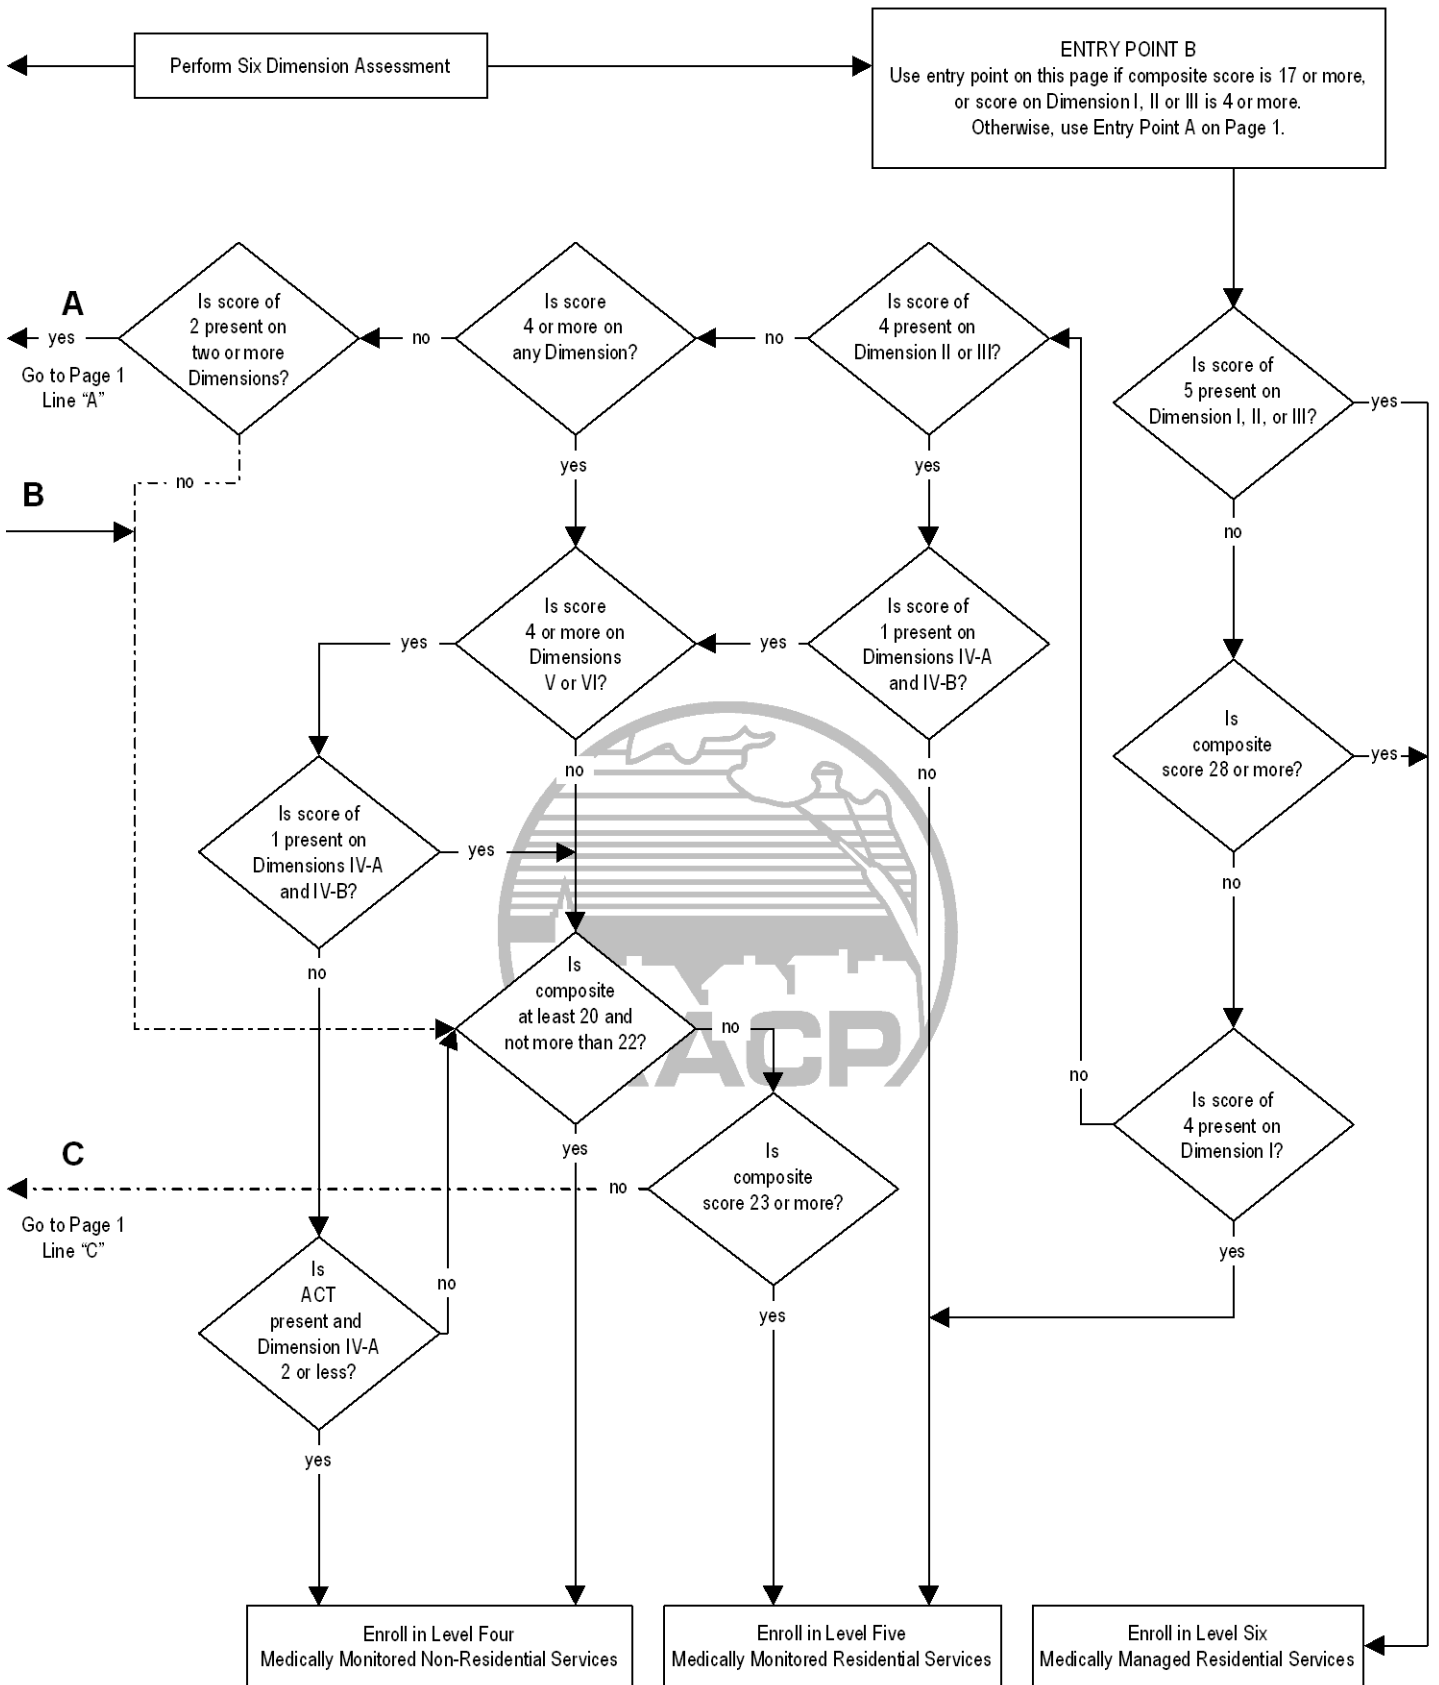 Perform Six Dimension Assessment
ENTRY POINT B
Use entry point on this page if composite score is 17 or more,
or score on Dimension I, II or III is 4 or more.
Otherwise, use Entry Point A on Page 1.
A
yes
Go to Page 1
Line “A”
Is score of
2 present on
two or more
Dimensions?
no
Is score
4 or more on
any Dimension?
no
Is score of
4 present on
Dimension II or III?
Is score of
5 present on
Dimension I, II, or III?
yes
no
yes
yes
no
B
Is score
4 or more on
Dimensions
V or VI?
yes
yes
Is score of
1 present on
Dimensions IV-A
and IV-B?
no
no
Is
composite
score 28 or more?
yes
no
Is score of
1 present on
Dimensions IV-A
and IV-B?
yes
no
Is
composite
at least 20 and
not more than 22?
no
yes
AACP
Is score of
4 present on
Dimension I?
no
yes
C
Go to Page 1
Line “C”
no
Is
composite
score 23 or more?
yes
Is
ACT
present and
Dimension IV-A
2 or less?
no
yes
Enroll in Level Four
Medically Monitored Non-Residential Services
Enroll in Level Five
Medically Monitored Residential Services
Enroll in Level Six
Medically Managed Residential Services